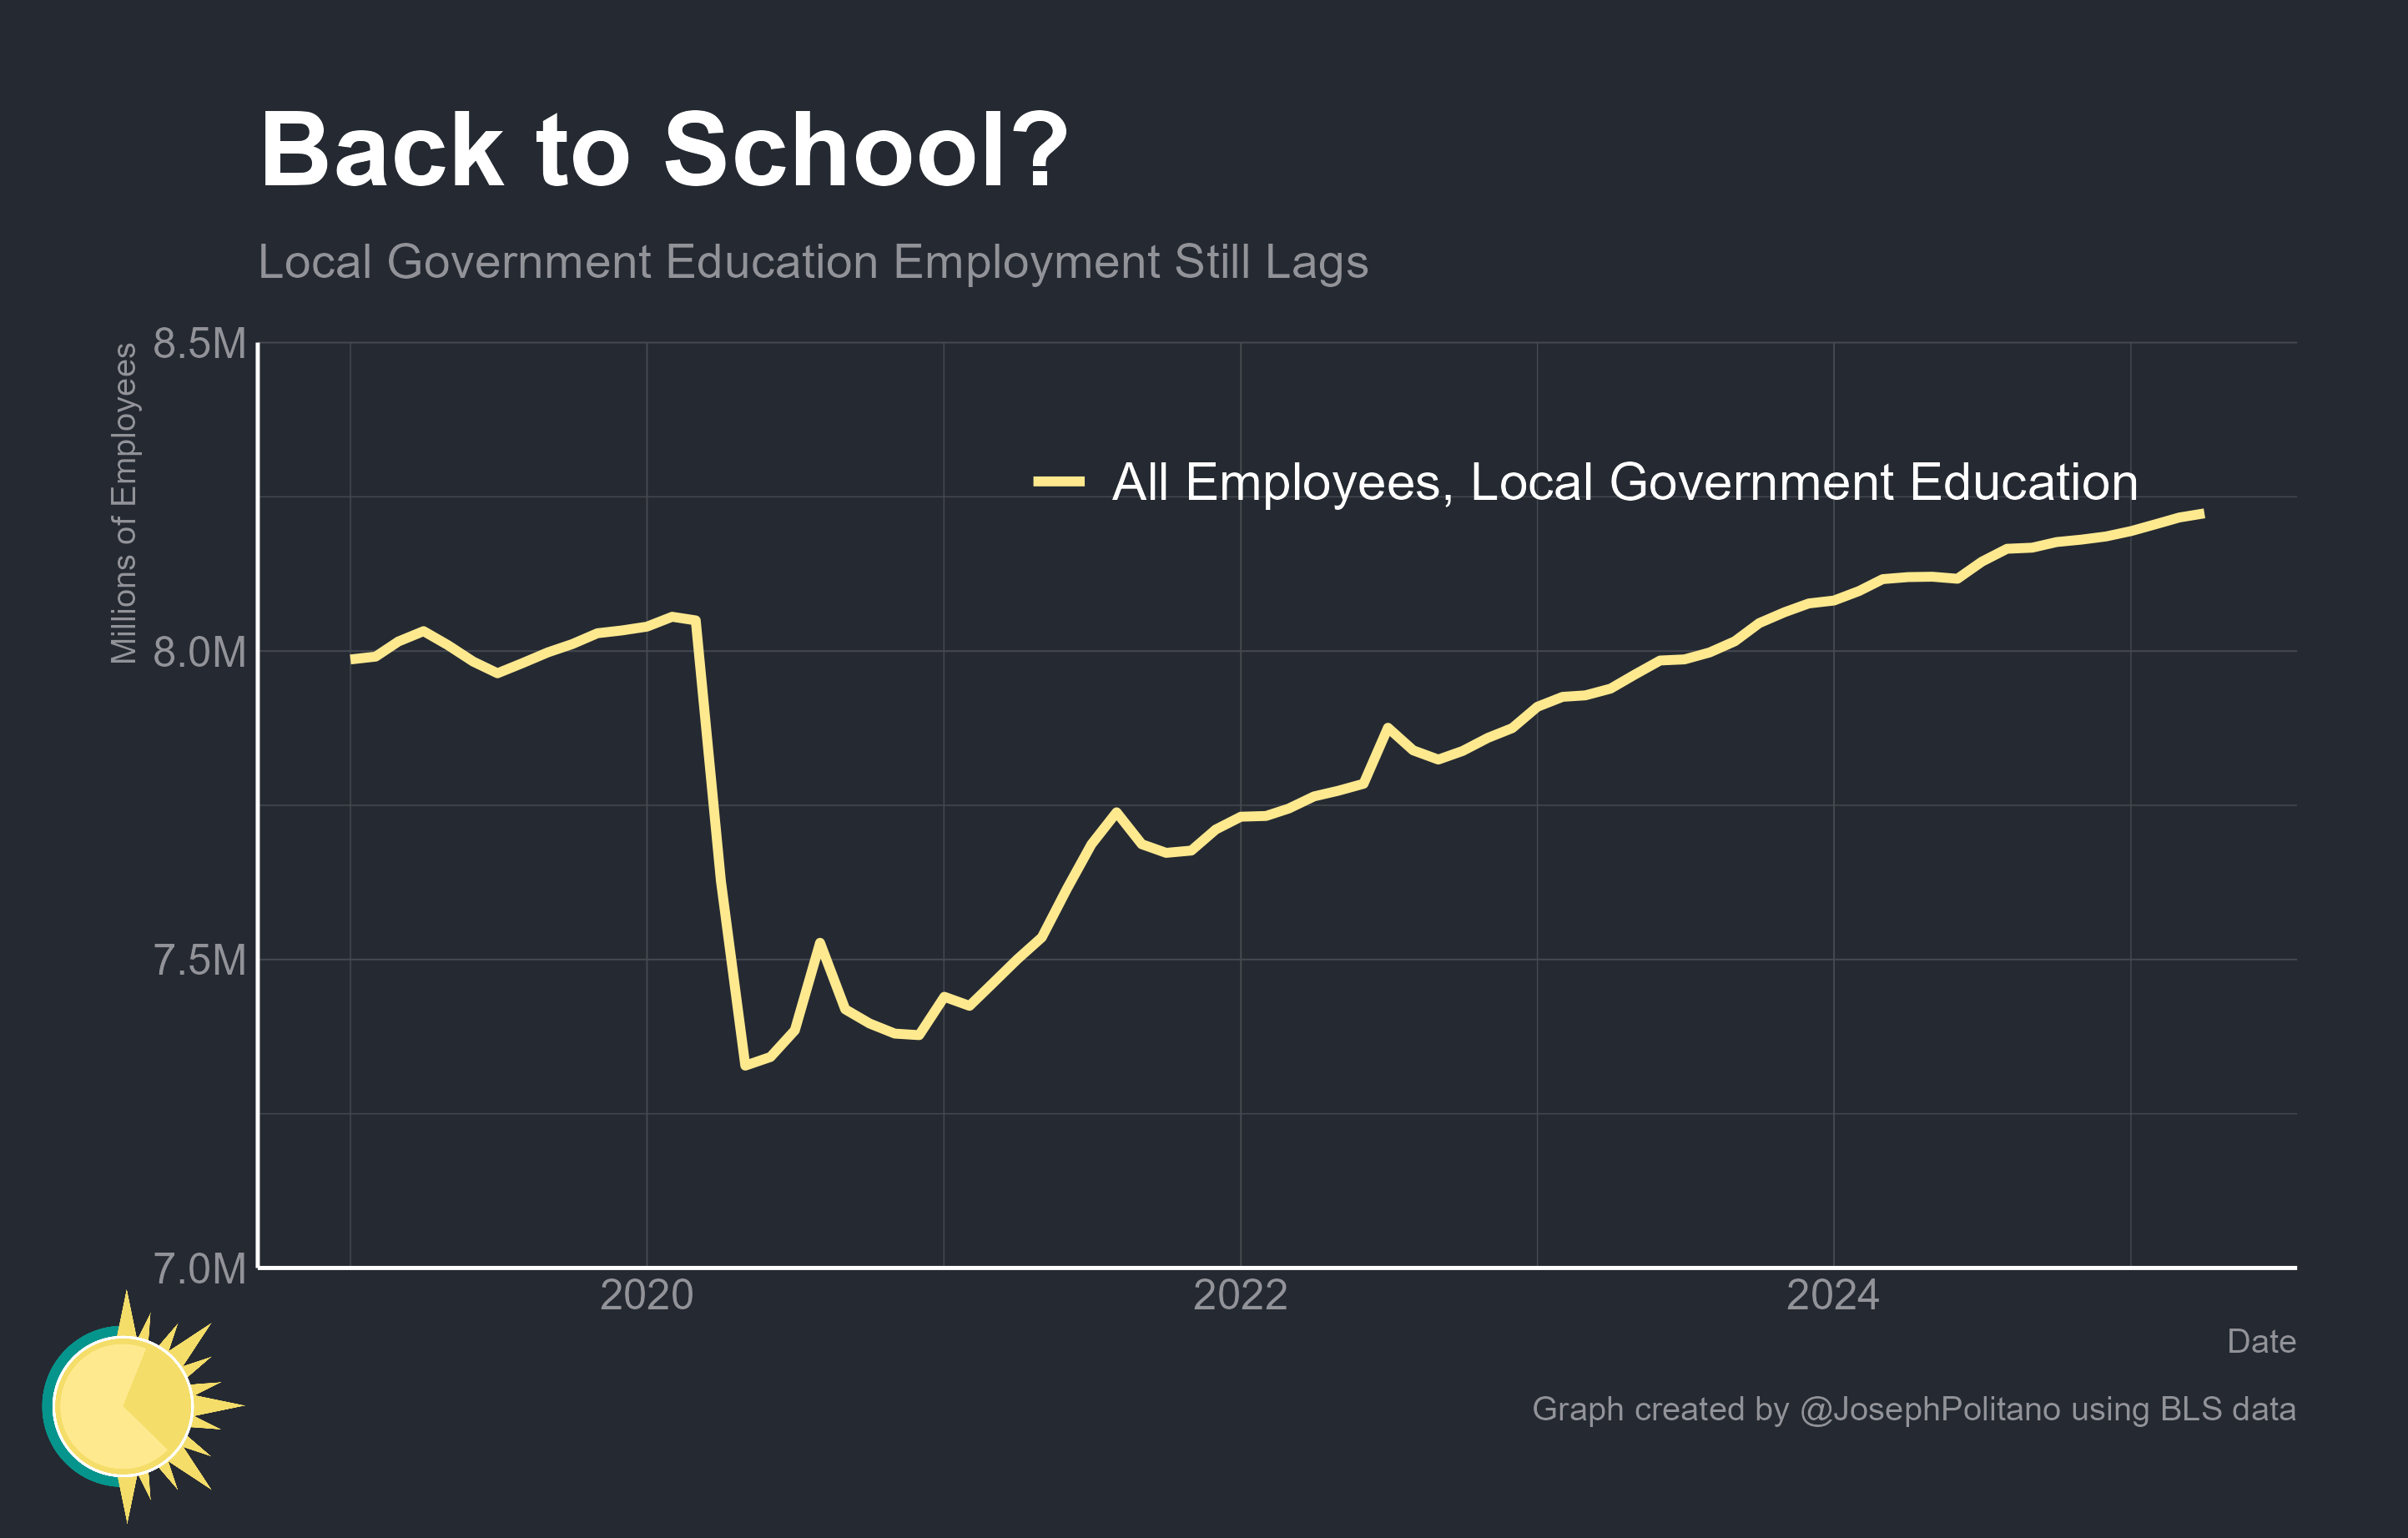 Back to School?
Local Government Education Employment Still Lags
Millions of Employees
8.5M
8.0M
7.5M
7.0M
All Employees, Local Government Education
2020
2022
2024
Date
Graph created by @JosephPolitano using BLS data